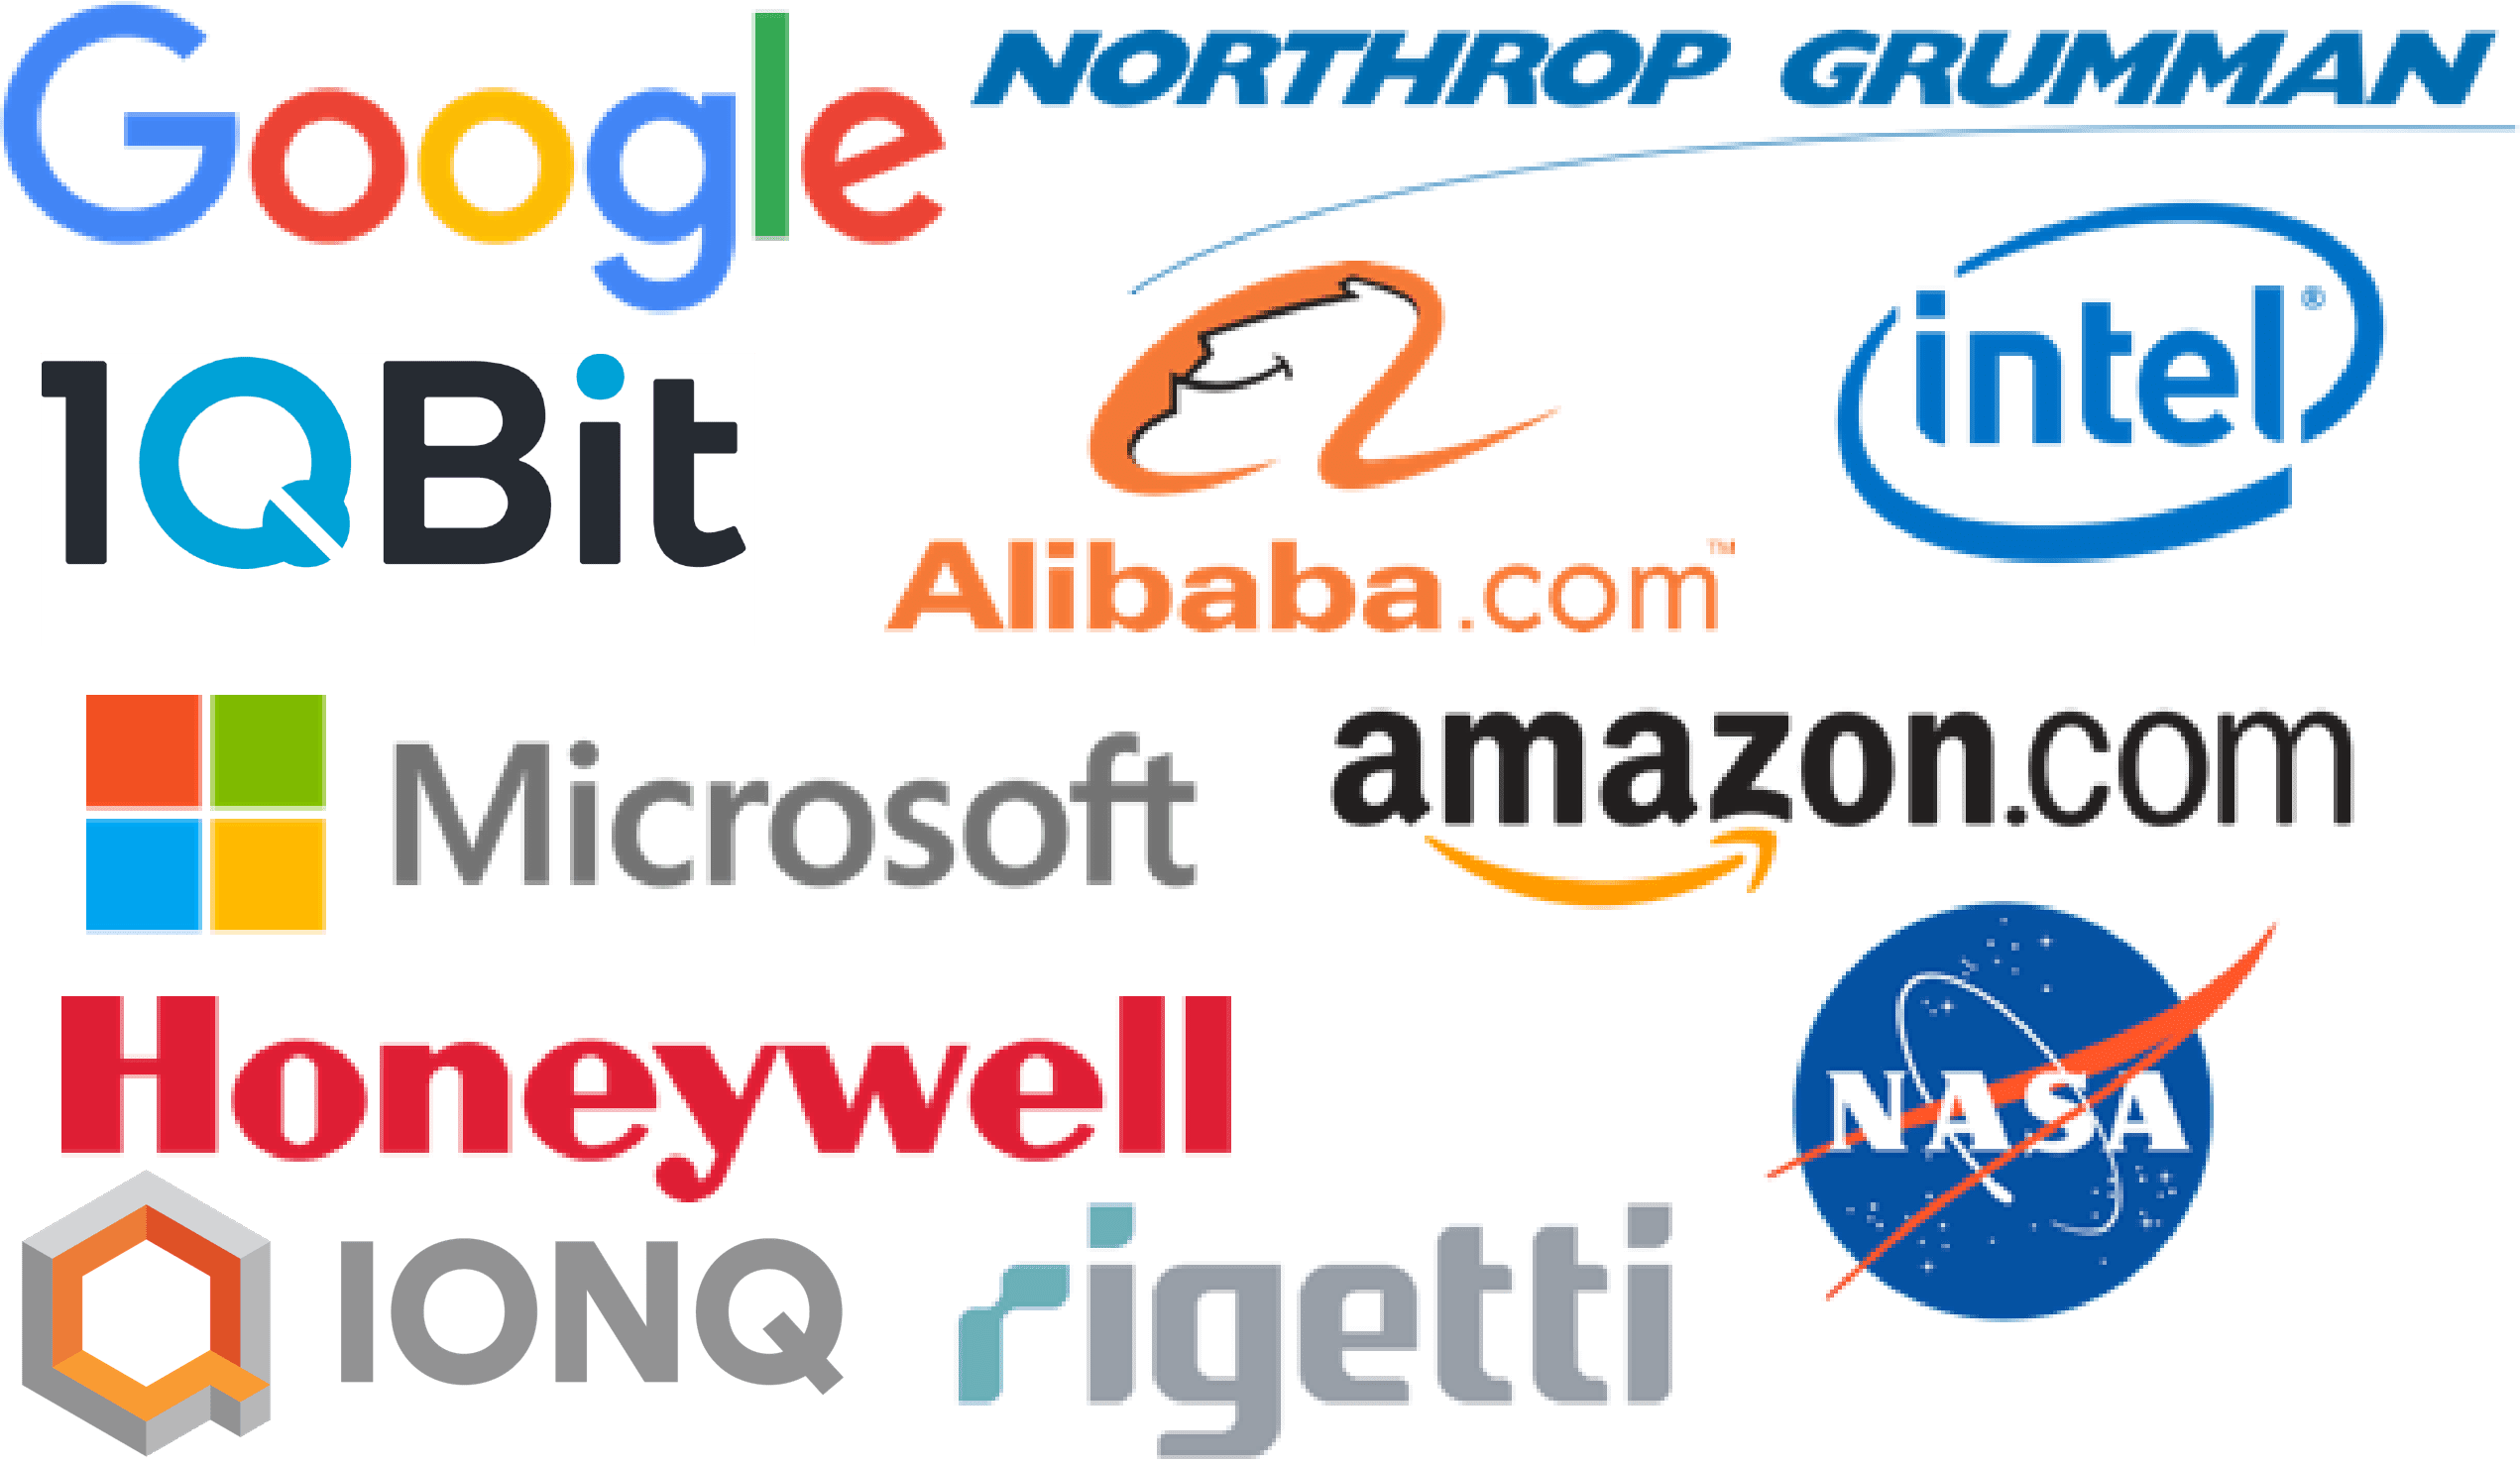 Google
NORTHROP GRUMMAN
1QBit
intel®
Alibaba.com™
Microsoft
amazon.com
Honeywell
NASA
IONQ
rigetti